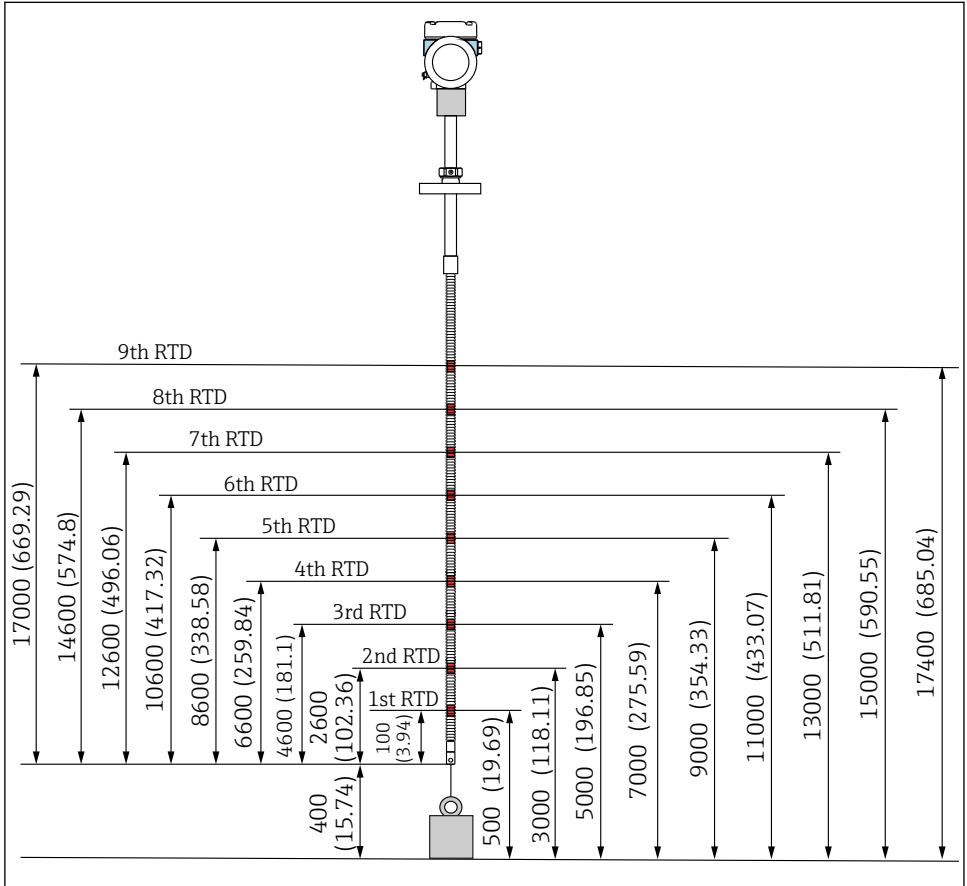 9th RTD
8th RTD
7th RTD
6th RTD
5th RTD
4th RTD
3rd RTD
2nd RTD
1st RTD
17000 (669.29)
14600 (574.8)
12600 (496.06)
10600 (417.32)
8600 (338.58)
6600 (259.84)
4600 (181.1)
2600
(102.36)
100
(3.94)
400
(15.74)
500 (19.69)
3000 (118.11)
5000 (196.85)
7000 (275.59)
9000 (354.33)
11000 (433.07)
13000 (511.81)
15000 (590.55)
17400 (685.04)